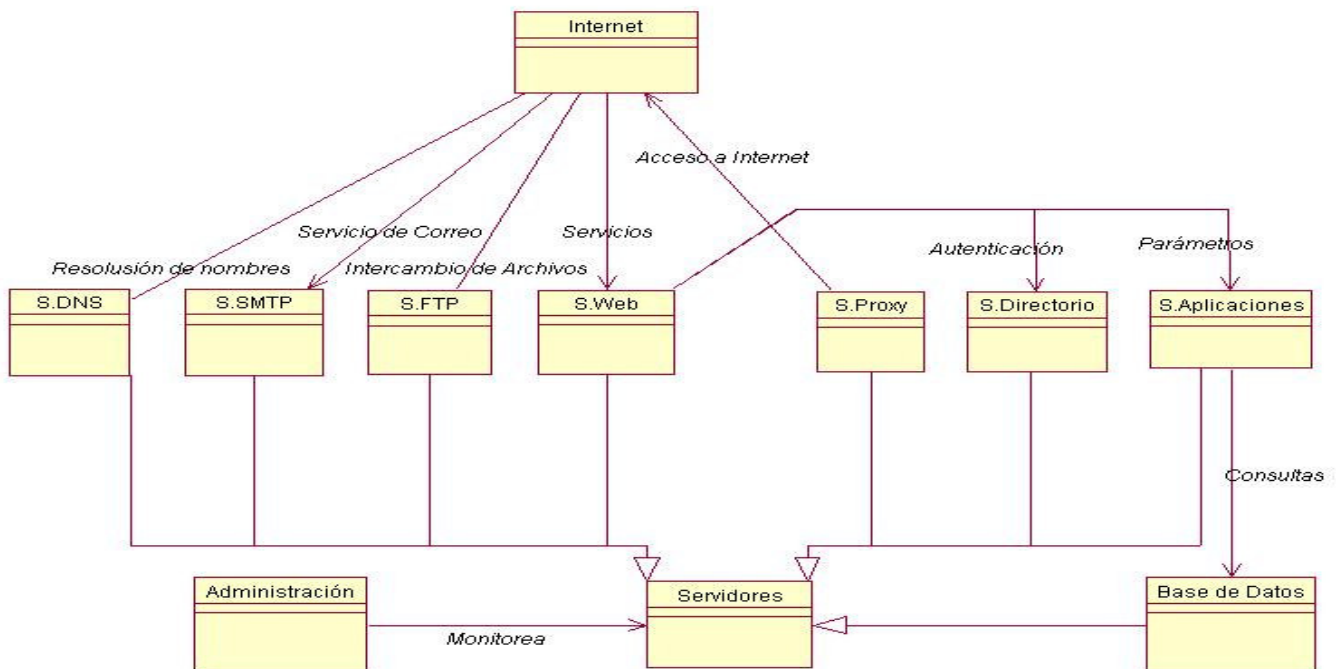 Internet
Acceso a Internet
Servicio de Correo
Servicios
Autenticación
Parámetros
Resolusión de nombres
Intercambio de Archivos
S.DNS
S.SMTP
S.FTP
S.Web
S.Proxy
S.Directorio
S.Aplicaciones
Consultas
Administración
Servidores
Base de Datos
Monitorea